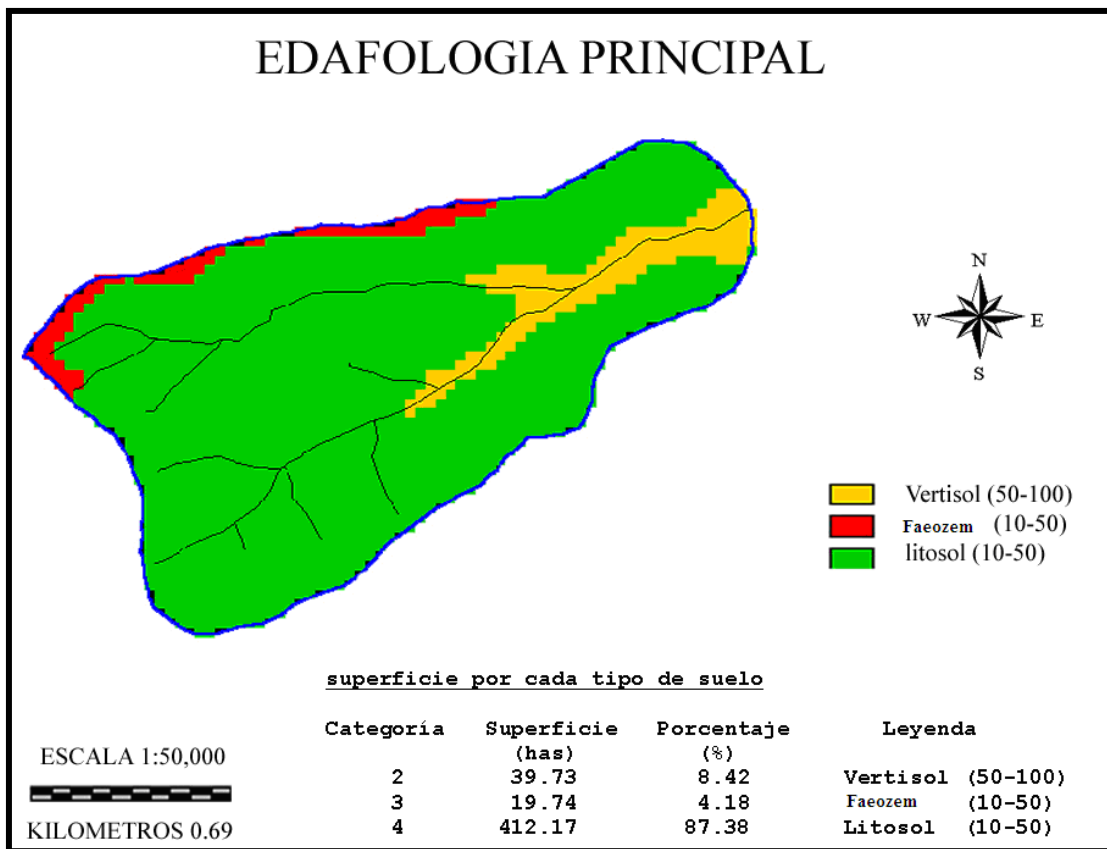 EDAFOLOGIA PRINCIPAL
N
W E
S
Vertisol (50-100)
Faeozem (10-50)
litosol (10-50)
superficie por cada tipo de suelo
Categoría Superficie Porcentaje Leyenda
(has) (%)
2 39.73 8.42 Vertisol (50-100)
3 19.74 4.18 Faeozem (10-50)
4 412.17 87.38 Litosol (10-50)
ESCALA 1:50,000
KILOMETROS 0.69